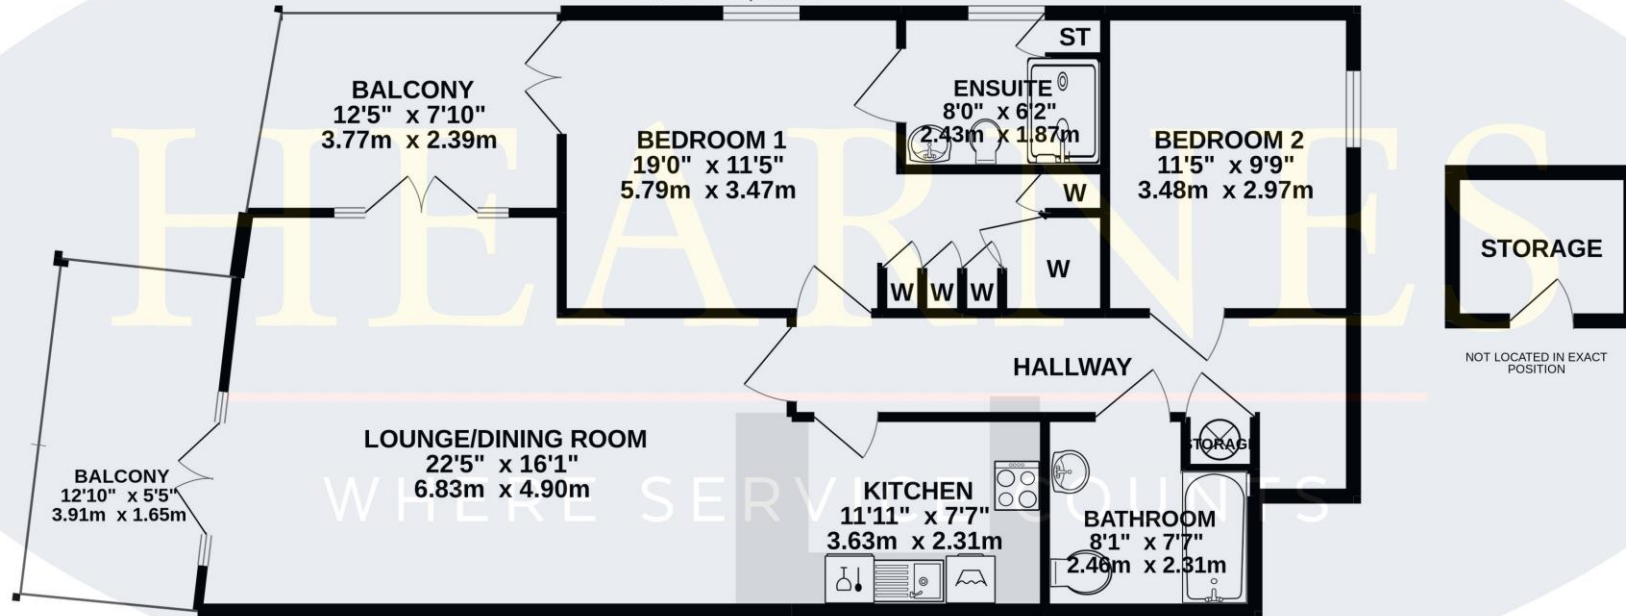 BALCONY
12'5" x 7'10"
3.77m x 2.39m
BEDROOM 1
19'0" x 11'5"
5.79m x 3.47m
ENSUITE
8'0" x 6'2"
2.43m x 1.87m
ST
BEDROOM 2
11'5" x 9'9"
3.48m x 2.97m
W
W
W
W
W
STORAGE
NOT LOCATED IN EXACT
POSITION
HALLWAY
BALCONY
12'10" x 5'5"
3.91m x 1.65m
LOUNGE/DINING ROOM
22'5" x 16'1"
6.83m x 4.90m
KITCHEN
11'11" x 7'7"
3.63m x 2.31m
STORAGE
BATHROOM
8'1" x 7'7"
2.46m x 2.31m
HEARNES
WHERE SERVICE COUNTS